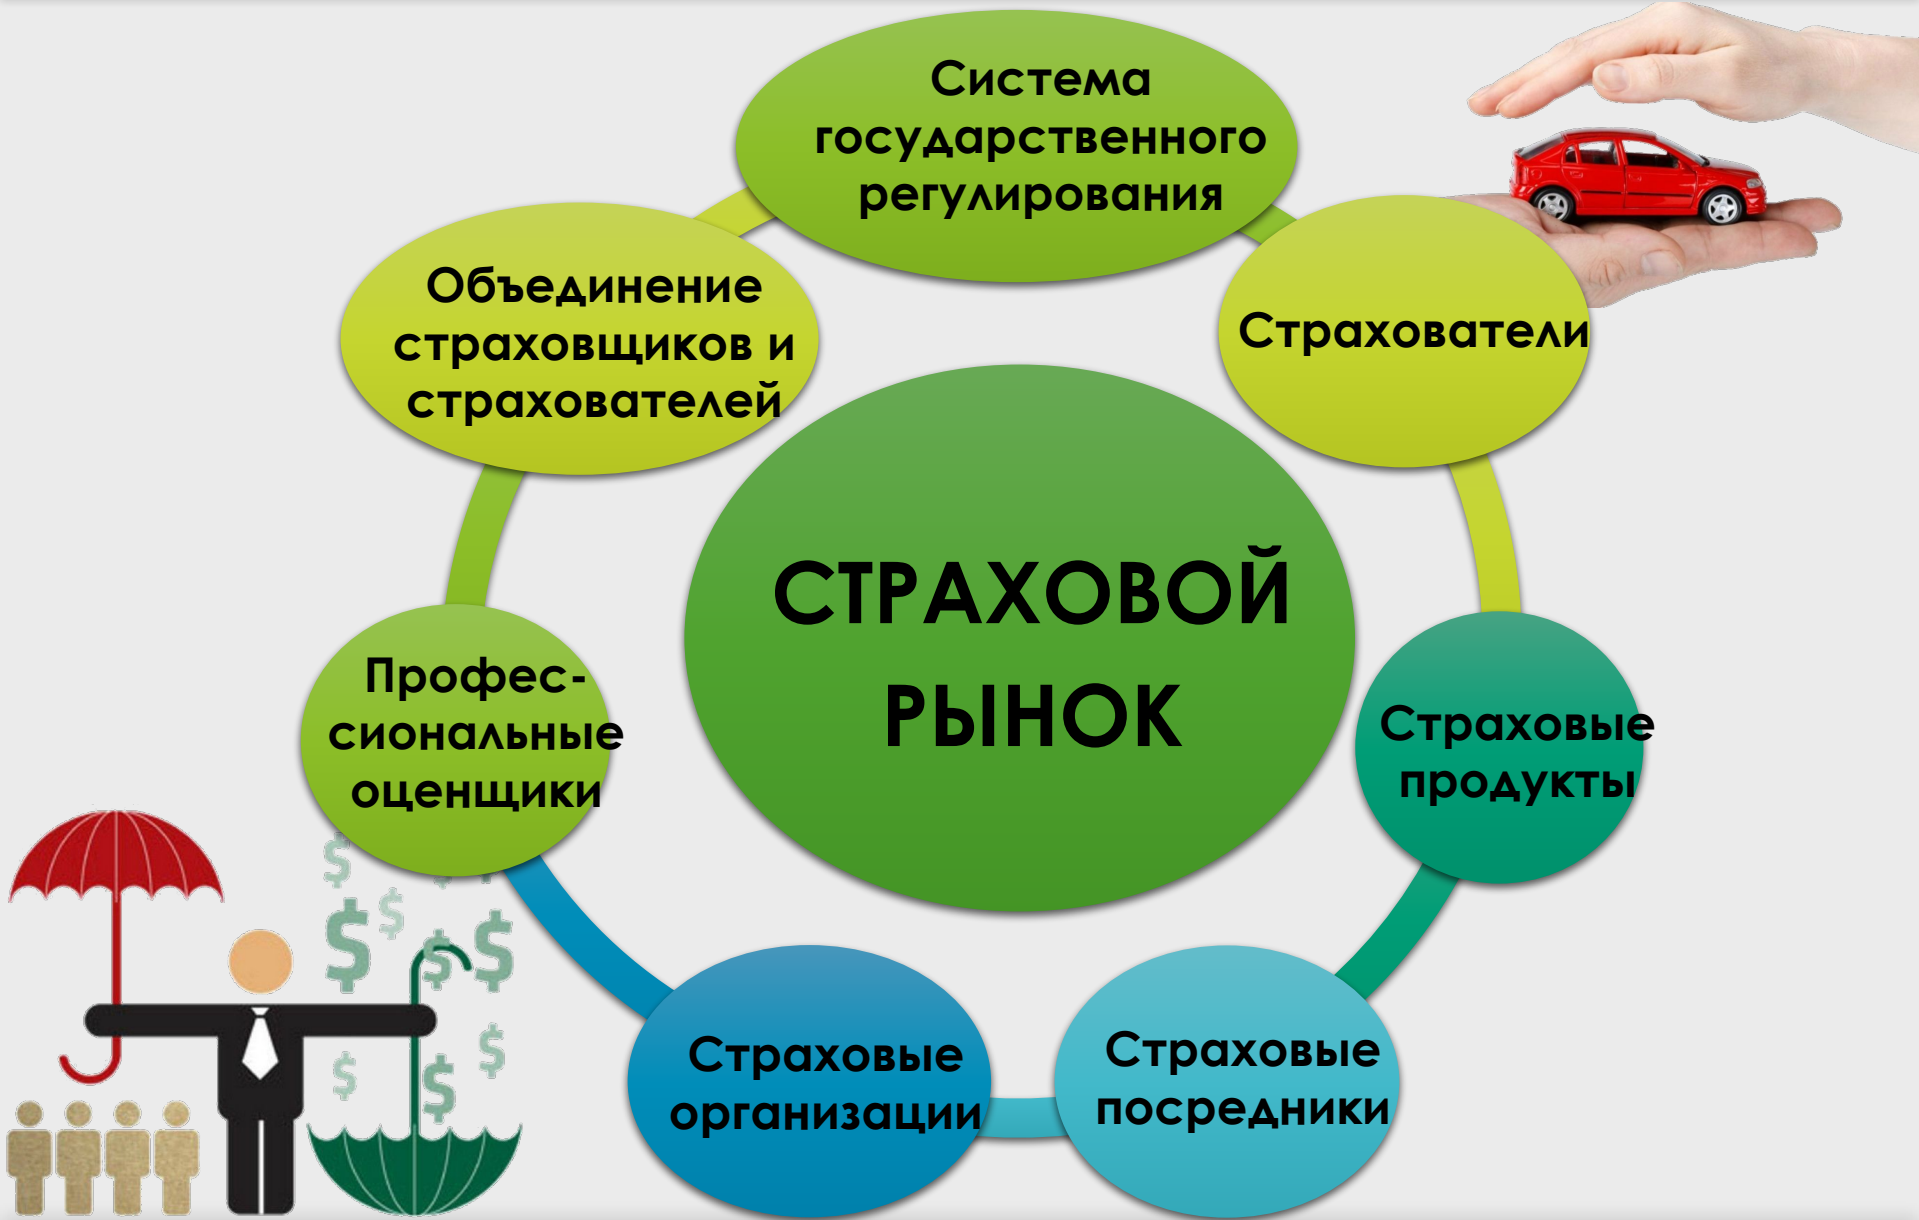 Система
государственного
регулирования
Объединение
страховщиков и
страхователей
Страхователи
СТРАХОВОЙ
РЫНОК
Профес-
сиональные
оценщики
Страховые
продукты
Страховые
организации
Страховые
посредники
$
$
$
$
$
$
$
$